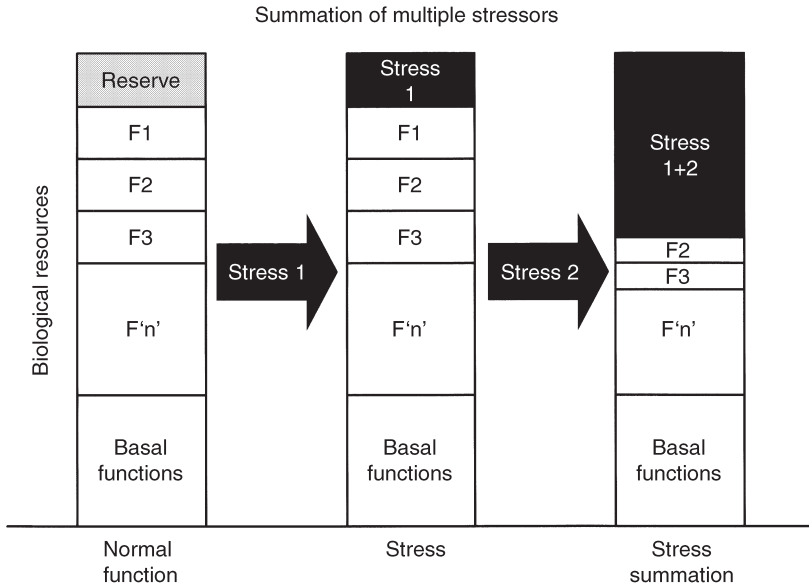 Summation of multiple stressors
Biological resources
Reserve
F1
F2
F3
F‘n’
Basal
functions
Normal
function
Stress 1
Stress
1
F1
F2
F3
F‘n’
Basal
functions
Stress
Stress 2
Stress
1+2
F2
F3
F‘n’
Basal
functions
Stress
summation